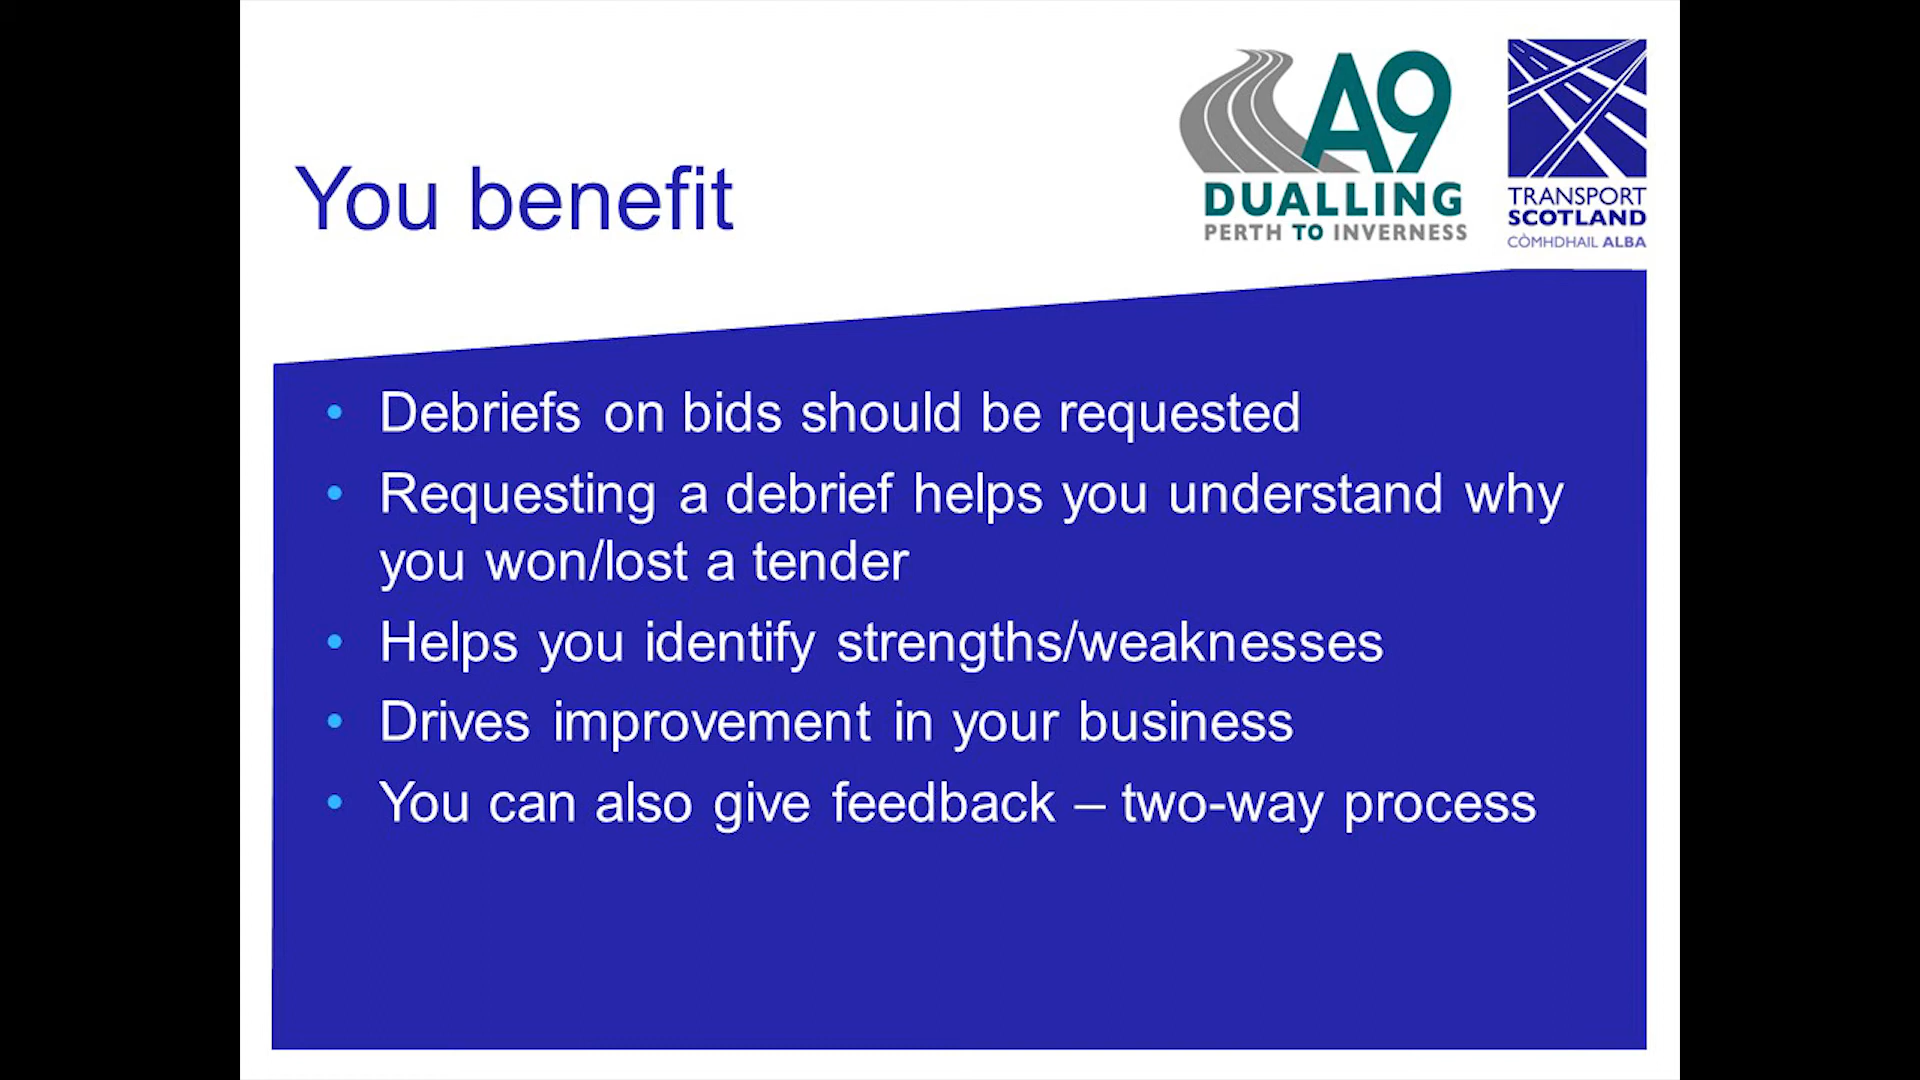 You benefit
A9
DUALLING
PERTH TO INVERNESS
TRANSPORT
SCOTLAND
CÒMHDHAIL ALBA
• Debriefs on bids should be requested
• Requesting a debrief helps you understand why
you won/lost a tender
• Helps you identify strengths/weaknesses
• Drives improvement in your business
• You can also give feedback – two-way process